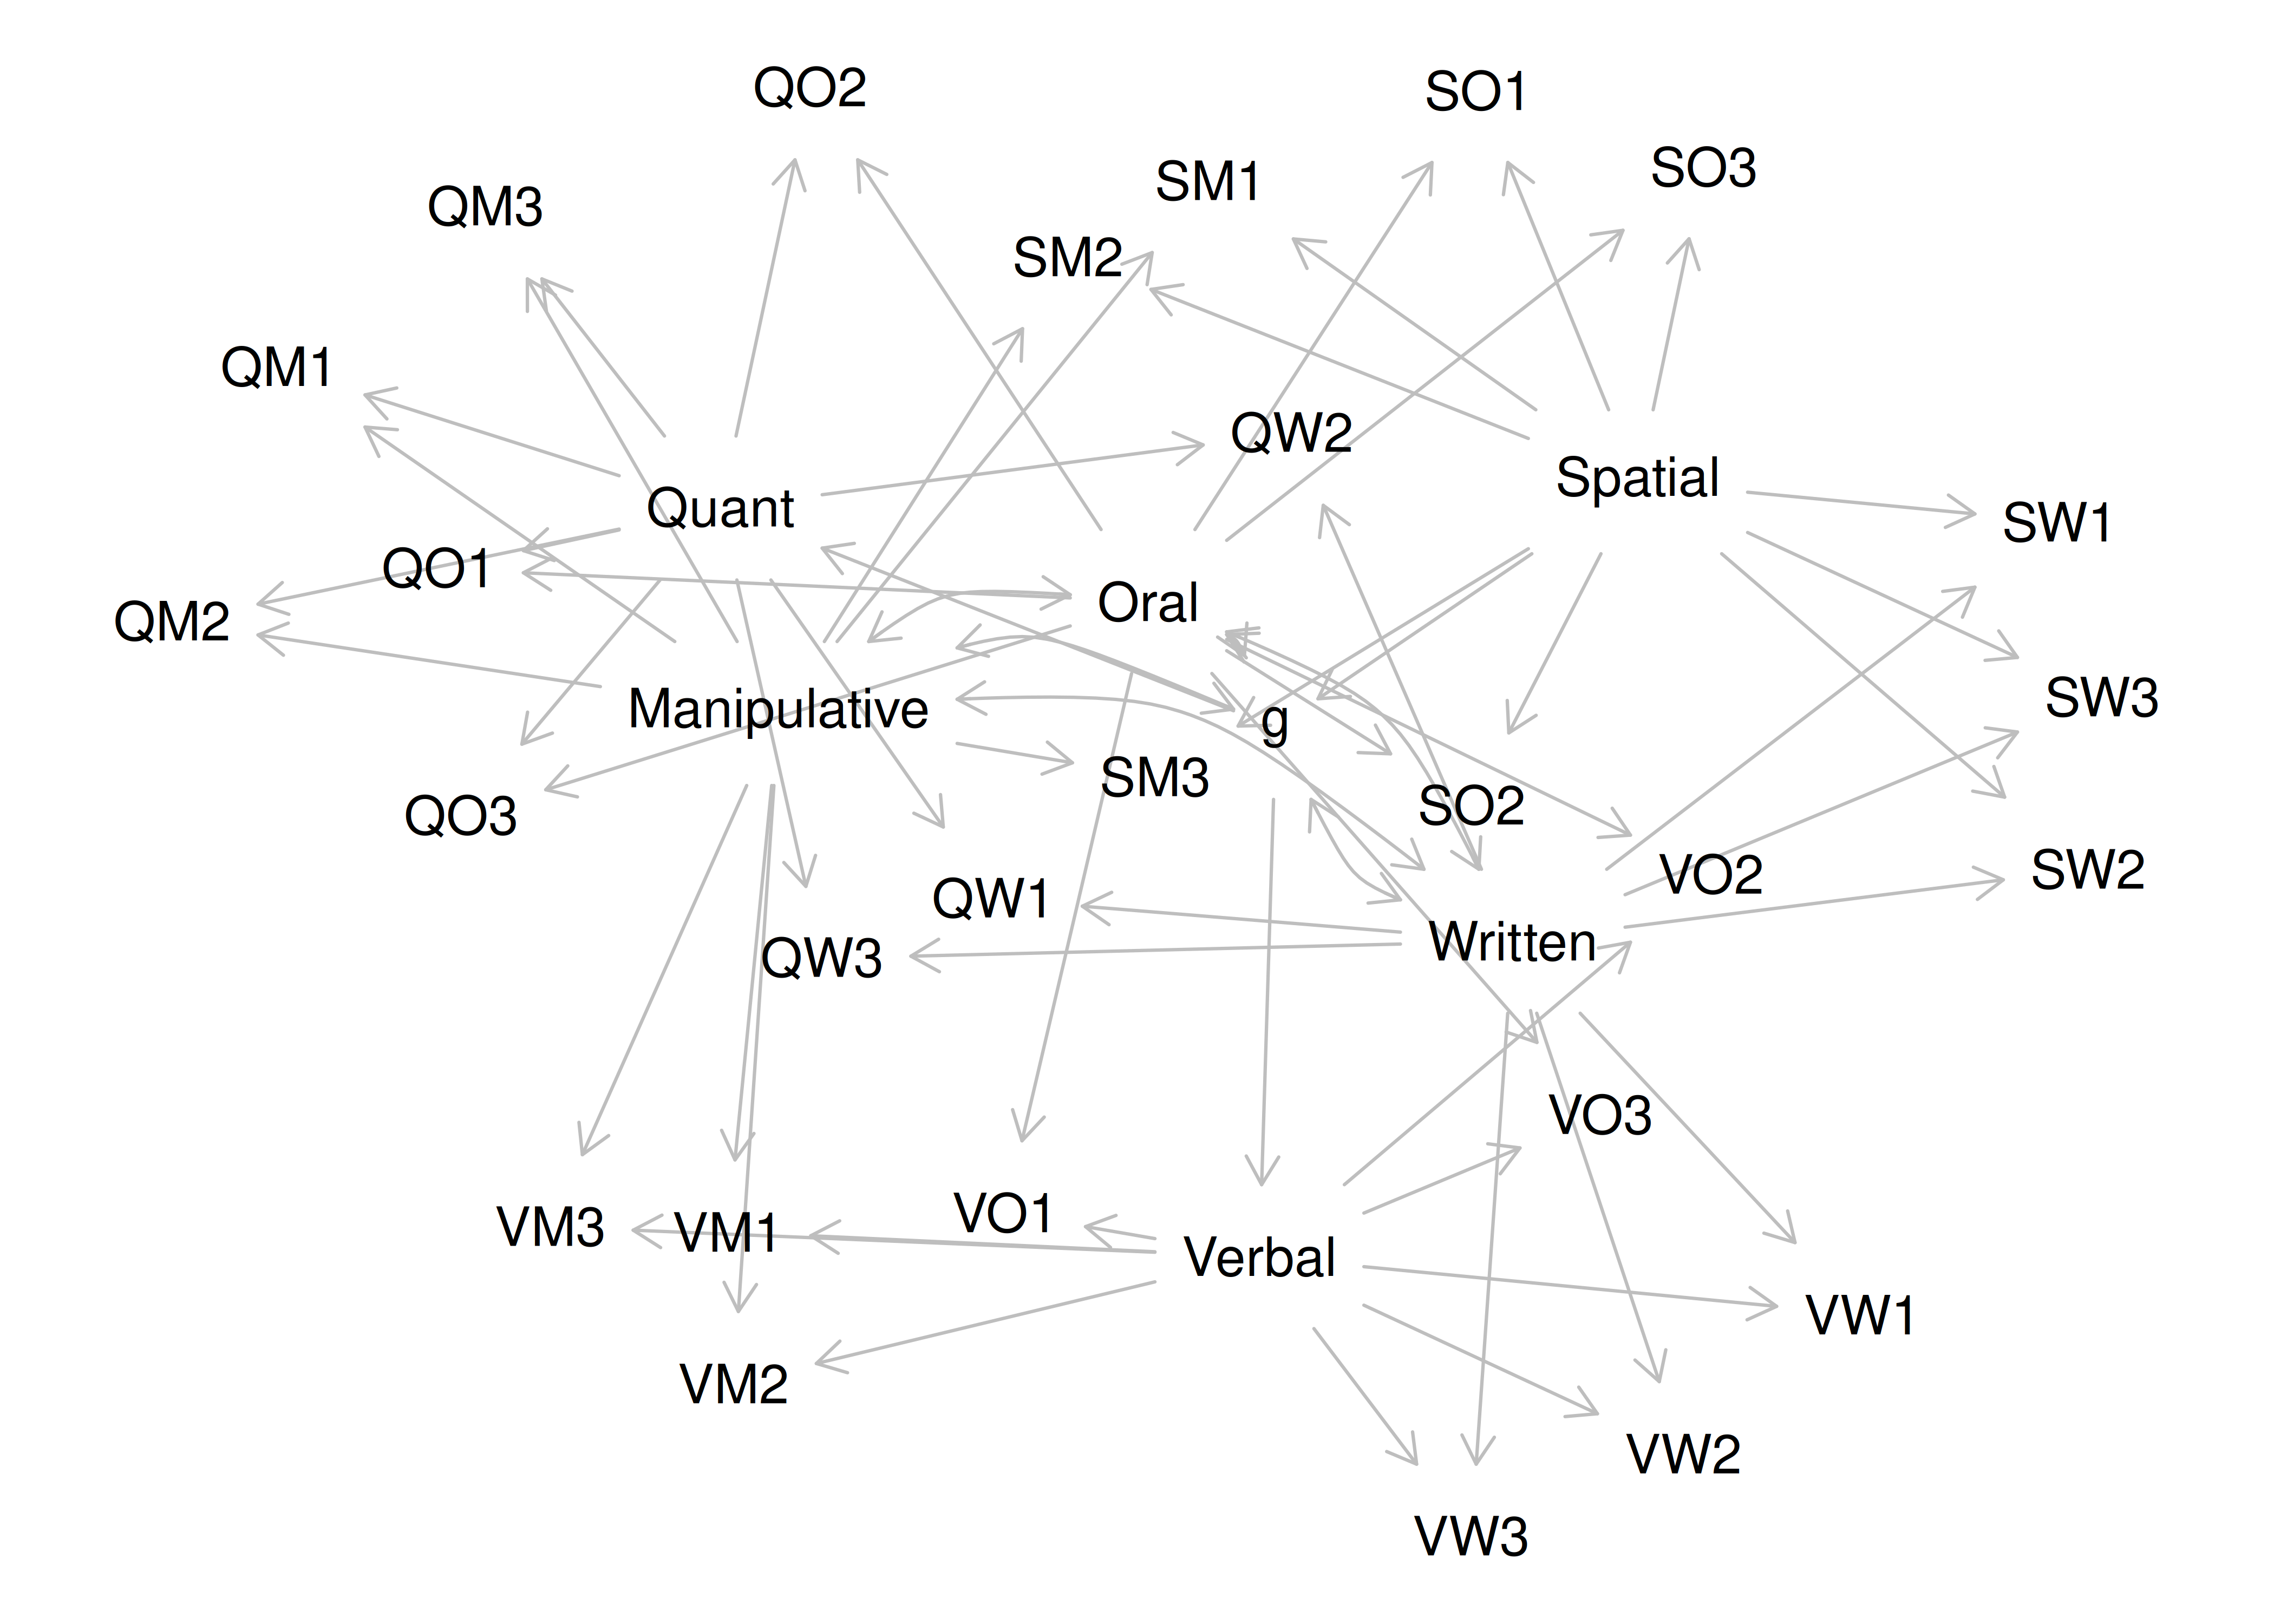 QO2
SO1
SO3
SM1
QM3
SM2
QM1
QW2
Spatial
Quant
SW1
QO1
Oral
QM2
SW3
Manipulative
g
SM3
SO2
QO3
VO2
SW2
QW1
Written
QW3
VO3
VO1
VM3
VM1
Verbal
VW1
VM2
VW2
VW3